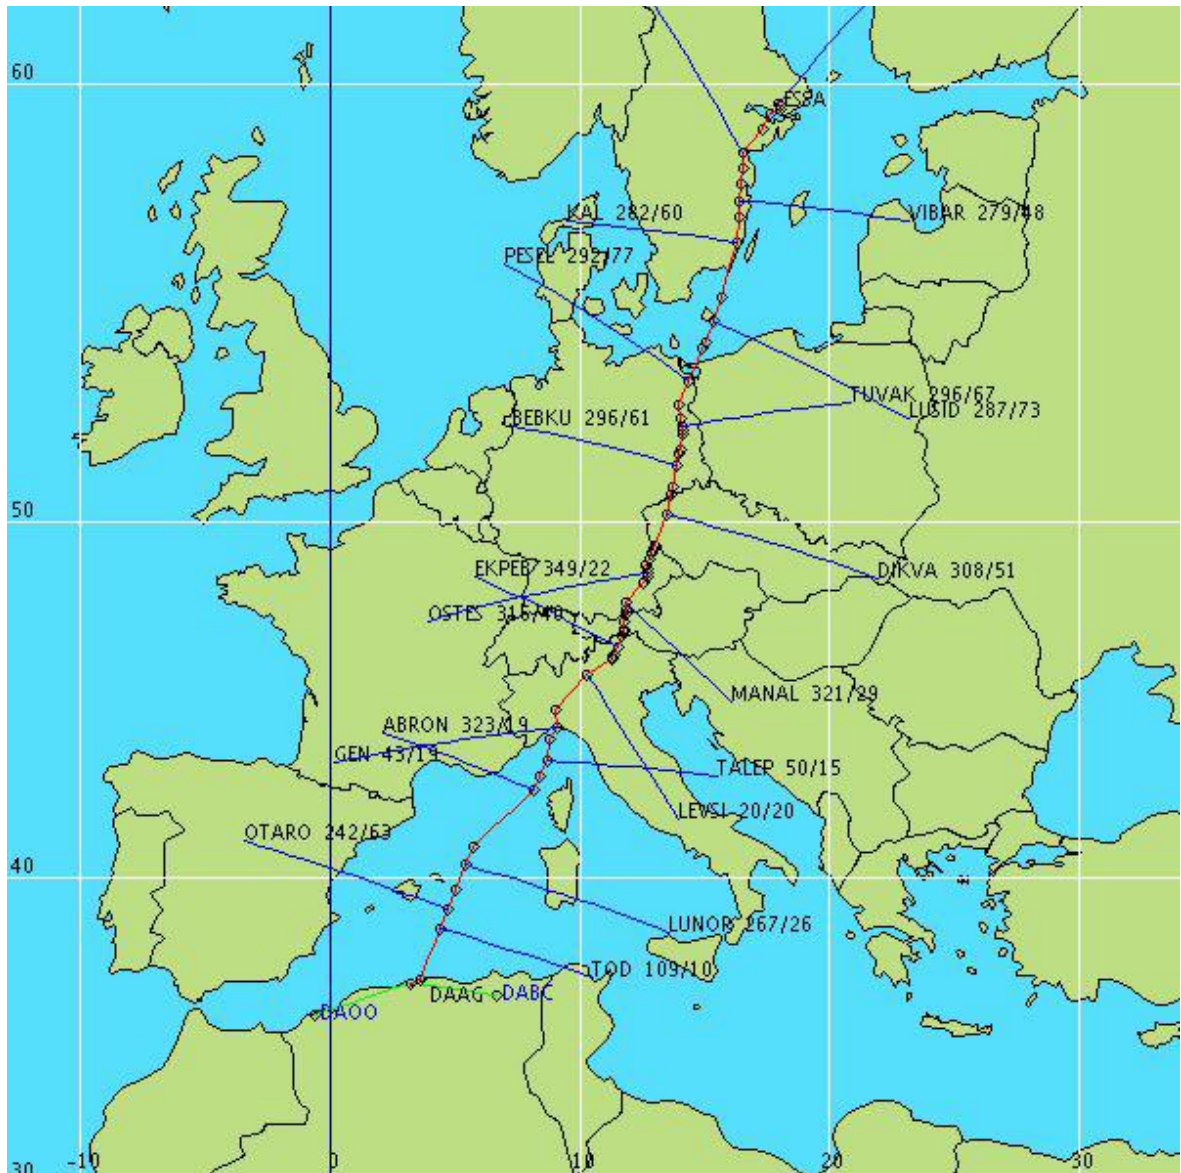 60
ESSA
KAL 282/60
VIBAR 279/48
PESEL 292/77
TUVAK 296/67
BEBKU 296/61
LUSID 287/73
50
EKPEB 349/22
DIKVA 308/51
OSTES 316/40
MANAL 321/29
ABRON 323/19
GEN 43/19
TALEP 50/15
LEVSI 20/20
OTARO 242/63
40
LUNOR 267/26
TOD 109/10
DAAG
DABC
DAOO
30
-10
0
10
20
30